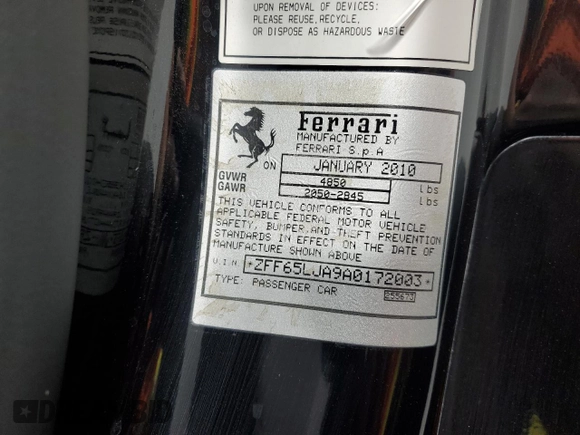 UPON REMOVAL OF DEVICES:
PLEASE REUSE, RECYCLE,
OR DISPOSE AS HAZARDOUS WASTE
Ferrari
MANUFACTURED BY
FERRARI S.p.A
ON JANUARY 2010
GVWR 4850 lbs
GAWR 2050-2845 lbs
THIS VEHICLE CONFORMS TO ALL
APPLICABLE FEDERAL MOTOR VEHICLE
SAFETY, BUMPER, AND THEFT PREVENTION
STANDARDS IN EFFECT ON THE DATE OF
MANUFACTURE SHOWN ABOVE
V.I.N. *ZFF65LJA9A0172003*
TYPE: PASSENGER CAR